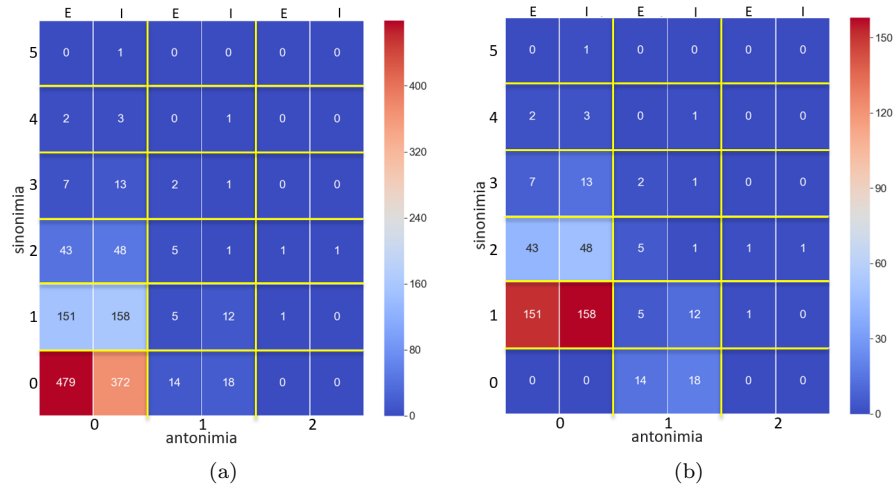 E I E I E I
5 0 1 0 0 0 0
4 2 3 0 1 0 0
3 7 13 2 1 0 0
2 43 48 5 1 1 1
1 151 158 5 12 1 0
0 479 372 14 18 0 0
0 1 2
sinonimia
antonimia
400
320
240
160
80
0
(a)
E I E I E I
5 0 1 0 0 0 0
4 2 3 0 1 0 0
3 7 13 2 1 0 0
2 43 48 5 1 1 1
1 151 158 5 12 1 0
0 0 0 14 18 0 0
0 1 2
sinonimia
antonimia
150
120
90
60
30
0
(b)